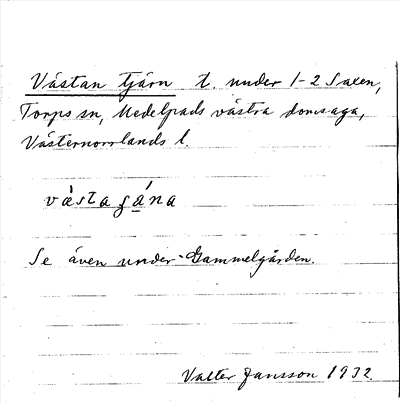 Västan tjärn t. under 1-2 Saxen,
Torps sn, Medelpads västra domsaga,
Västernorrlands l.
Se även under Gammelgården.
Valter Jansson 1932.